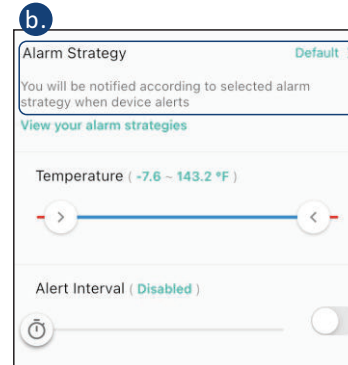 b.
Alarm Strategy Default
You will be notified according to selected alarm
strategy when device alerts
View your alarm strategies
Temperature ( -7.6 ~ 143.2 °F )
Alert Interval ( Disabled )